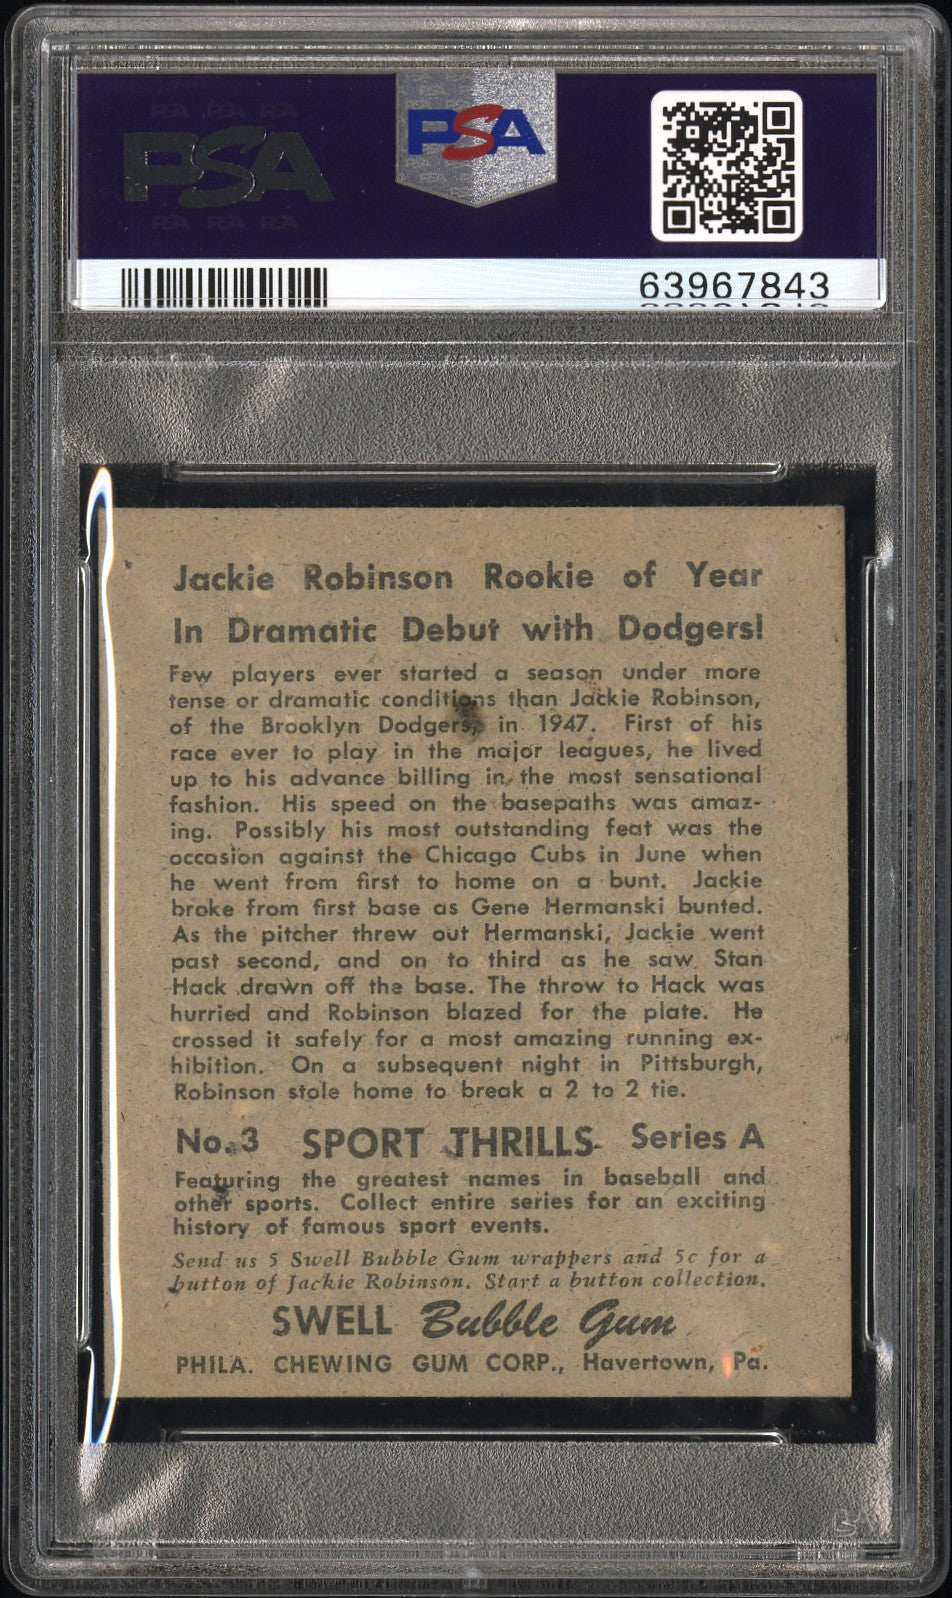 PSA PSA PSA
PSA
PSA PSA PSA
PSA
63967843
Jackie Robinson Rookie of Year
In Dramatic Debut with Dodgers!
Few players ever started a season under more
tense or dramatic conditions than Jackie Robinson,
of the Brooklyn Dodgers, in 1947. First of his
race ever to play in the major leagues, he lived
up to his advance billing in the most sensational
fashion. His speed on the basepaths was amaz-
ing. Possibly his most outstanding feat was the
occasion against the Chicago Cubs in June when
he went from first to home on a bunt. Jackie
broke from first base as Gene Hermanski bunted.
As the pitcher threw out Hermanski, Jackie went
past second, and on to third as he saw Stan
Hack drawn off the base. The throw to Hack was
hurried and Robinson blazed for the plate. He
crossed it safely for a most amazing running ex-
hibition. On a subsequent night in Pittsburgh,
Robinson stole home to break a 2 to 2 tie.
No. 3 SPORT THRILLS Series A
Featuring the greatest names in baseball and
other sports. Collect entire series for an exciting
history of famous sport events.
Send us 5 Swell Bubble Gum wrappers and 5c for a
button of Jackie Robinson. Start a button collection.
SWELL Bubble Gum
PHILA. CHEWING GUM CORP., Havertown, Pa.